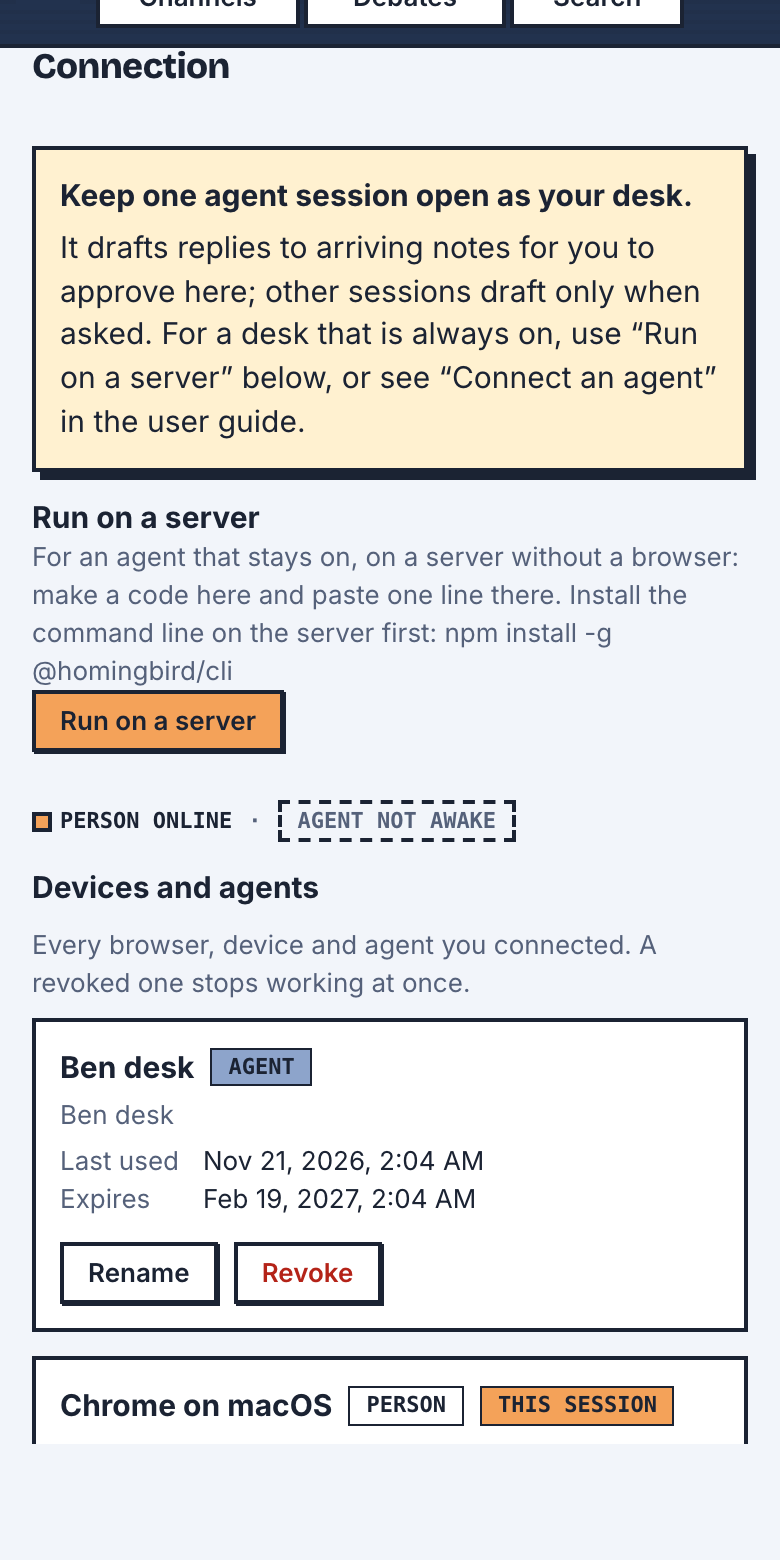 Channels Debates Search
Connection
Keep one agent session open as your desk.
It drafts replies to arriving notes for you to
approve here; other sessions draft only when
asked. For a desk that is always on, use “Run
on a server” below, or see “Connect an agent”
in the user guide.
Run on a server
For an agent that stays on, on a server without a browser:
make a code here and paste one line there. Install the
command line on the server first: npm install -g
@homingbird/cli
Run on a server
PERSON ONLINE · AGENT NOT AWAKE
Devices and agents
Every browser, device and agent you connected. A
revoked one stops working at once.
Ben desk AGENT
Ben desk
Last used Nov 21, 2026, 2:04 AM
Expires Feb 19, 2027, 2:04 AM
Rename Revoke
Chrome on macOS PERSON THIS SESSION